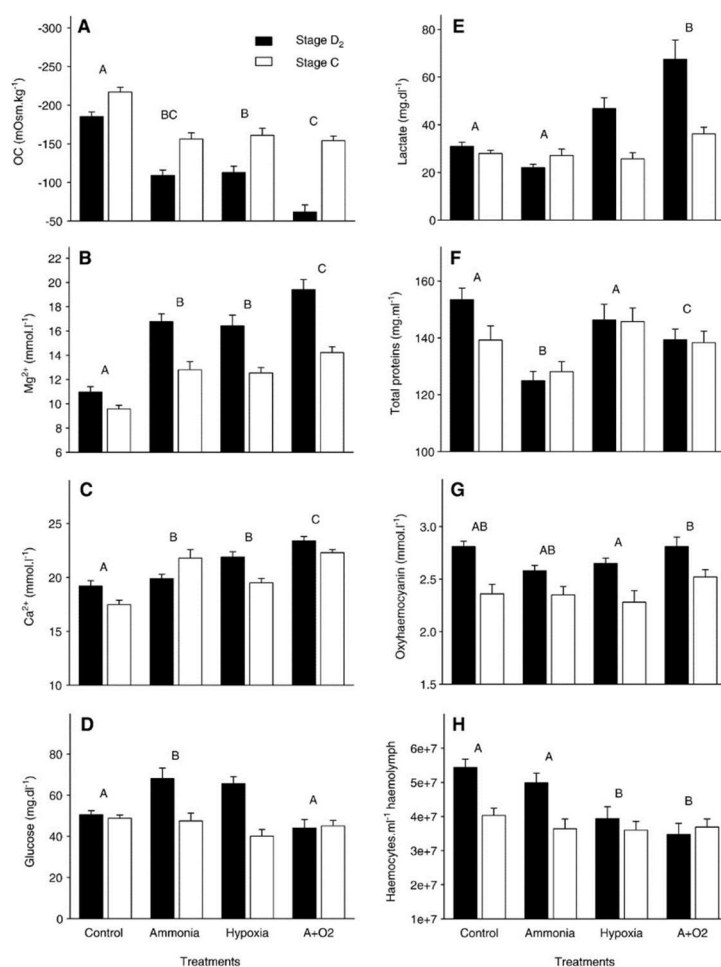 A
Stage D2
Stage C
A
BC
B
C
OC (mOsm.kg-1)
-300
-250
-200
-150
-100
-50
B
A
B
B
C
Mg2+ (mmol.l-1)
22
20
18
16
14
12
10
8
6
C
A
B
B
C
Ca2+ (mmol.l-1)
25
20
15
10
D
A
B
A
Glucose (mg.dl-1)
80
60
40
20
0
Control Ammonia Hypoxia A+O2
Treatments
E
A
A
B
Lactate (mg.dl-1)
80
60
40
20
0
F
A
B
A
C
Total proteins (mg.ml-1)
160
140
120
100
G
AB
AB
A
B
Oxyhaemocyanin (mmol.l-1)
3.0
2.5
2.0
1.5
H
A
A
B
B
Haemocytes.ml-1 haemolymph
6e+7
5e+7
4e+7
3e+7
2e+7
1e+7
Control Ammonia Hypoxia A+O2
Treatments